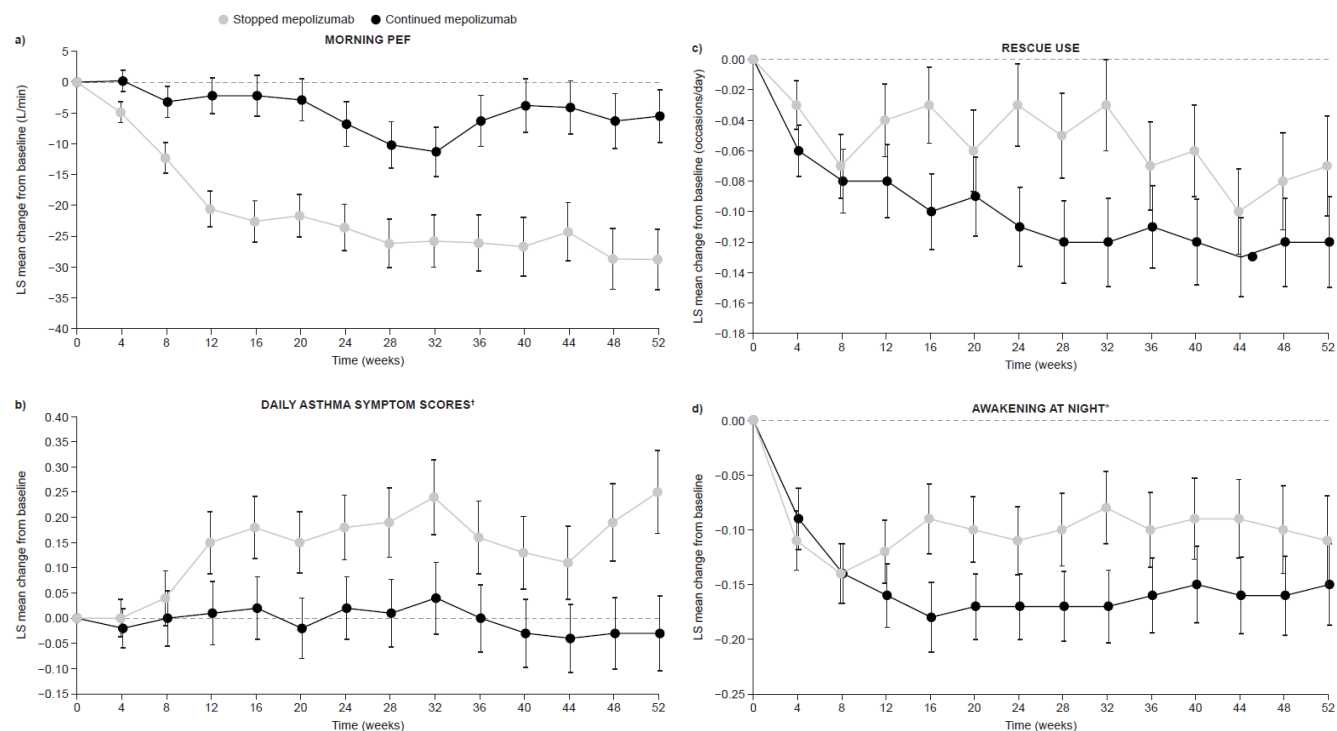 Stopped mepolizumab Continued mepolizumab
a)
MORNING PEF
LS mean change from baseline (L/min)
5
0
−5
−10
−15
−20
−25
−30
−35
−40
0 4 8 12 16 20 24 28 32 36 40 44 48 52
Time (weeks)
b)
DAILY ASTHMA SYMPTOM SCORES†
LS mean change from baseline
0.40
0.35
0.30
0.25
0.20
0.15
0.10
0.05
0.00
−0.05
−0.10
−0.15
0 4 8 12 16 20 24 28 32 36 40 44 48 52
Time (weeks)
c)
RESCUE USE
LS mean change from baseline (occasions/day)
−0.00
−0.02
−0.04
−0.06
−0.08
−0.10
−0.12
−0.14
−0.16
−0.18
0 4 8 12 16 20 24 28 32 36 40 44 48 52
Time (weeks)
d)
AWAKENING AT NIGHT*
LS mean change from baseline
0.00
−0.05
−0.10
−0.15
−0.20
−0.25
0 4 8 12 16 20 24 28 32 36 40 44 48 52
Time (weeks)